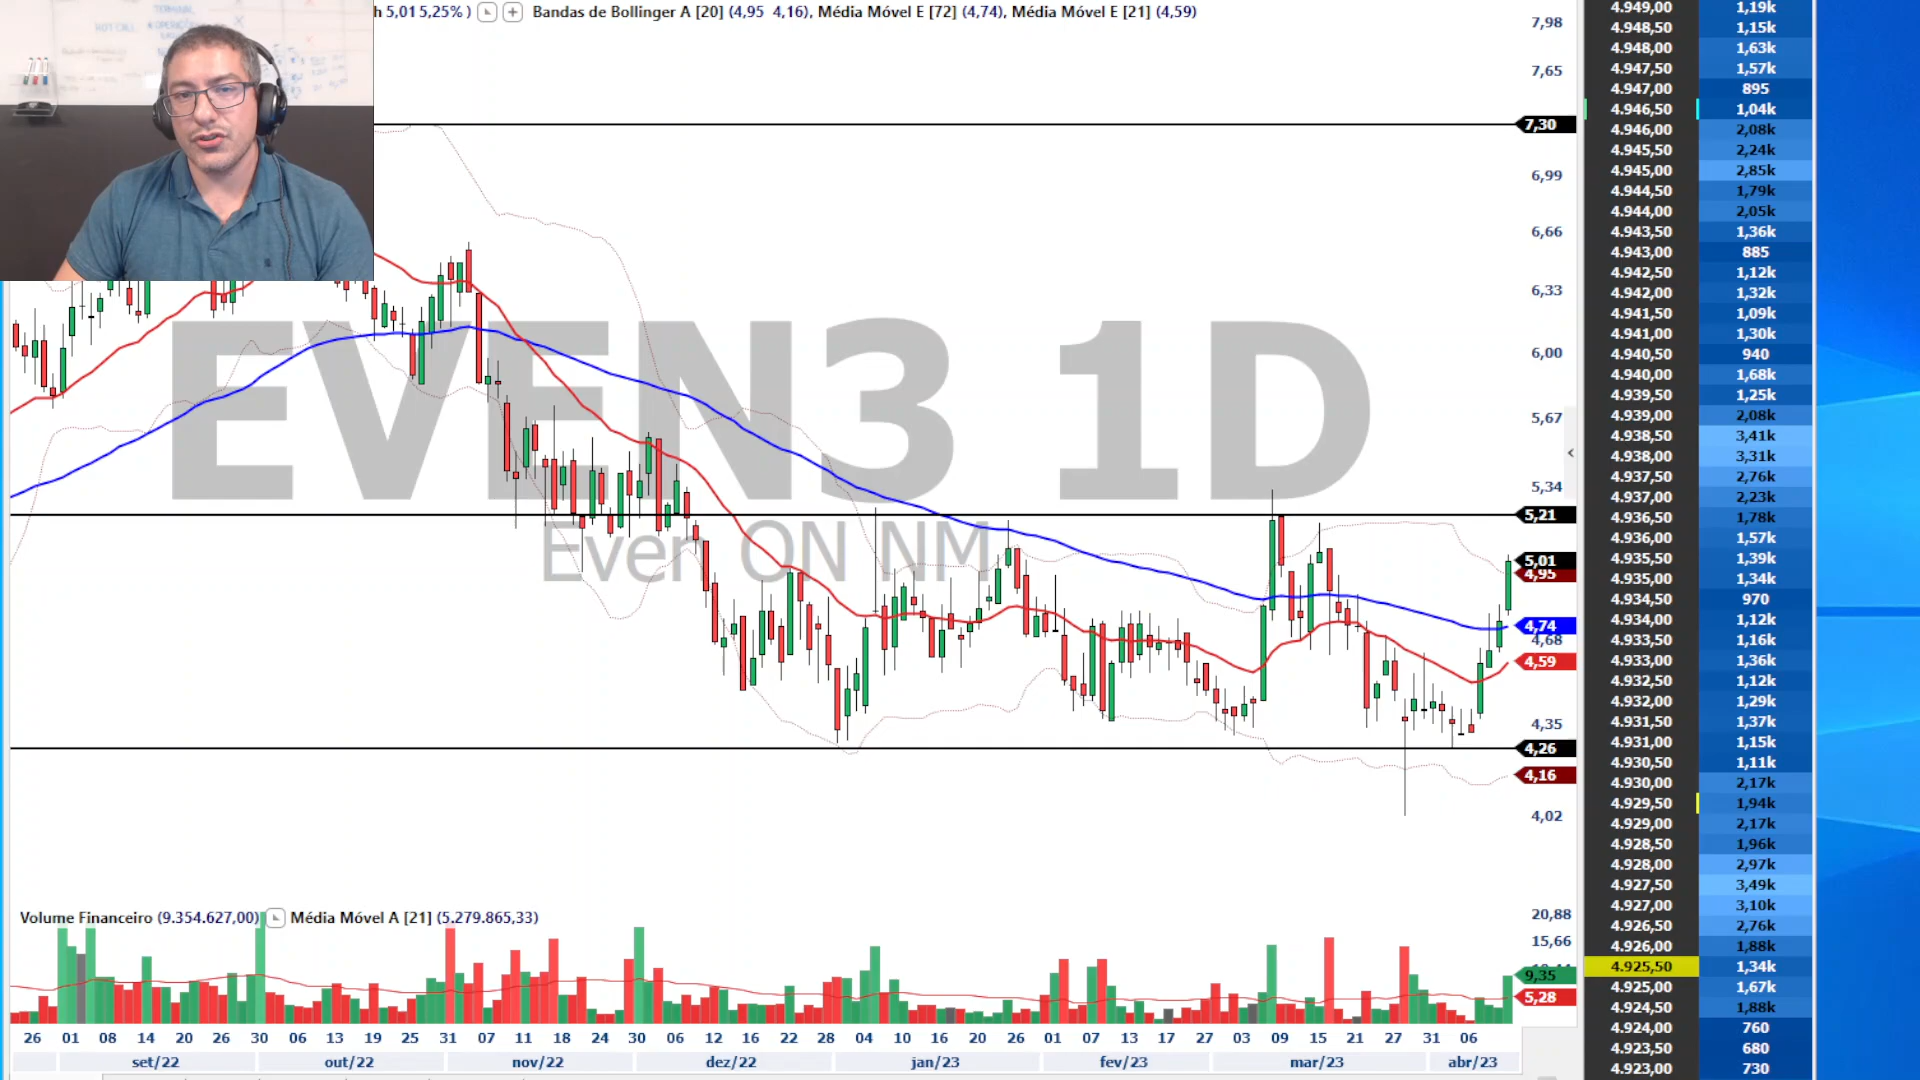 h 5,01 5,25% ) Bandas de Bollinger A [20] (4,95 4,16), Média Móvel E [72] (4,74), Média Móvel E [21] (4,59)
EVEN3 1D
Even ON NM
7,98
7,65
7,30
6,99
6,66
6,33
6,00
5,67
5,34
5,21
5,01
4,95
4,74
4,68
4,59
4,35
4,26
4,16
4,02
Volume Financeiro (9.354.627,00) Média Móvel A [21] (5.279.865,33)
20,88
15,66
9,35
5,28
26 01 08 14 20 26 30 06 13 19 25 31 07 11 18 24 30 06 12 16 22 28 04 10 16 20 26 01 07 13 17 27 03 09 15 21 27 31 06
set/22 out/22 nov/22 dez/22 jan/23 fev/23 mar/23 abr/23
4.949,00 1,19k
4.948,50 1,15k
4.948,00 1,63k
4.947,50 1,57k
4.947,00 895
4.946,50 1,04k
4.946,00 2,08k
4.945,50 2,24k
4.945,00 2,85k
4.944,50 1,79k
4.944,00 2,05k
4.943,50 1,36k
4.943,00 885
4.942,50 1,12k
4.942,00 1,32k
4.941,50 1,09k
4.941,00 1,30k
4.940,50 940
4.940,00 1,68k
4.939,50 1,25k
4.939,00 2,08k
4.938,50 3,41k
4.938,00 3,31k
4.937,50 2,76k
4.937,00 2,23k
4.936,50 1,78k
4.936,00 1,57k
4.935,50 1,39k
4.935,00 1,34k
4.934,50 970
4.934,00 1,12k
4.933,50 1,16k
4.933,00 1,36k
4.932,50 1,12k
4.932,00 1,29k
4.931,50 1,37k
4.931,00 1,15k
4.930,50 1,11k
4.930,00 2,17k
4.929,50 1,94k
4.929,00 2,17k
4.928,50 1,96k
4.928,00 2,97k
4.927,50 3,49k
4.927,00 3,10k
4.926,50 2,76k
4.926,00 1,88k
4.925,50 1,34k
4.925,00 1,67k
4.924,50 1,88k
4.924,00 760
4.923,50 680
4.923,00 730